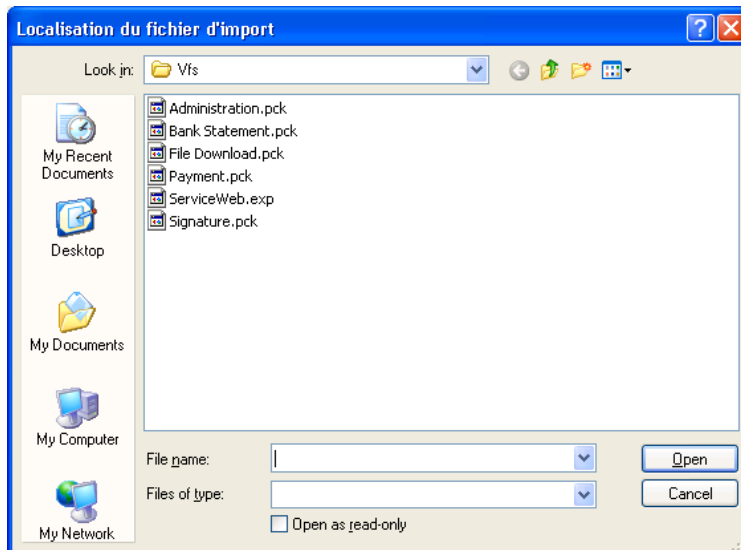 Localisation du fichier d'import
Look in: Vfs
My Recent
Documents
Desktop
My Documents
My Computer
My Network
Administration.pck
Bank Statement.pck
File Download.pck
Payment.pck
ServiceWeb.exp
Signature.pck
File name:
Open
Files of type:
Cancel
Open as read-only